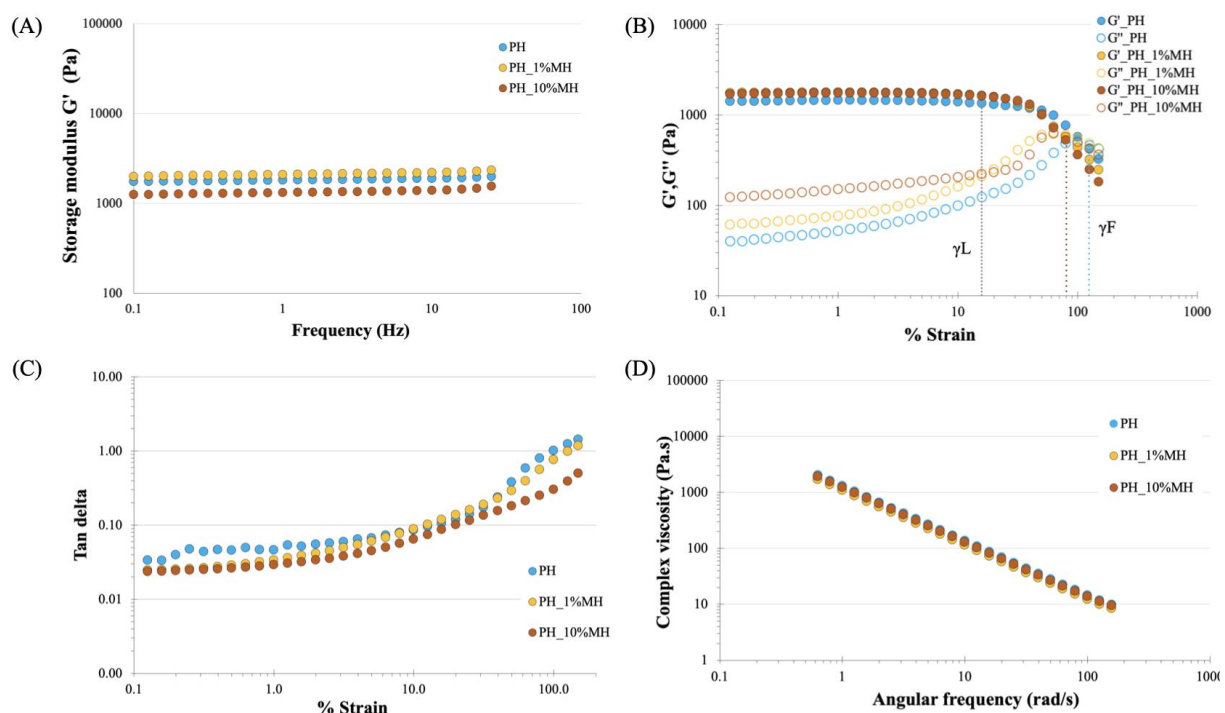 (A)
100000
10000
1000
100
Storage modulus G' (Pa)
0.1
1
10
100
Frequency (Hz)
PH
PH_1%MH
PH_10%MH
(B)
10000
1000
100
10
G',G'' (Pa)
0.1
1
10
100
1000
% Strain
γL
γF
G'_PH
G''_PH
G'_PH_1%MH
G''_PH_1%MH
G'_PH_10%MH
G''_PH_10%MH
(C)
10.00
1.00
0.10
0.01
0.00
Tan delta
0.1
1.0
10.0
100.0
% Strain
PH
PH_1%MH
PH_10%MH
(D)
100000
10000
1000
100
10
1
Complex viscosity (Pa.s)
0.1
1
10
100
1000
Angular frequency (rad/s)
PH
PH_1%MH
PH_10%MH